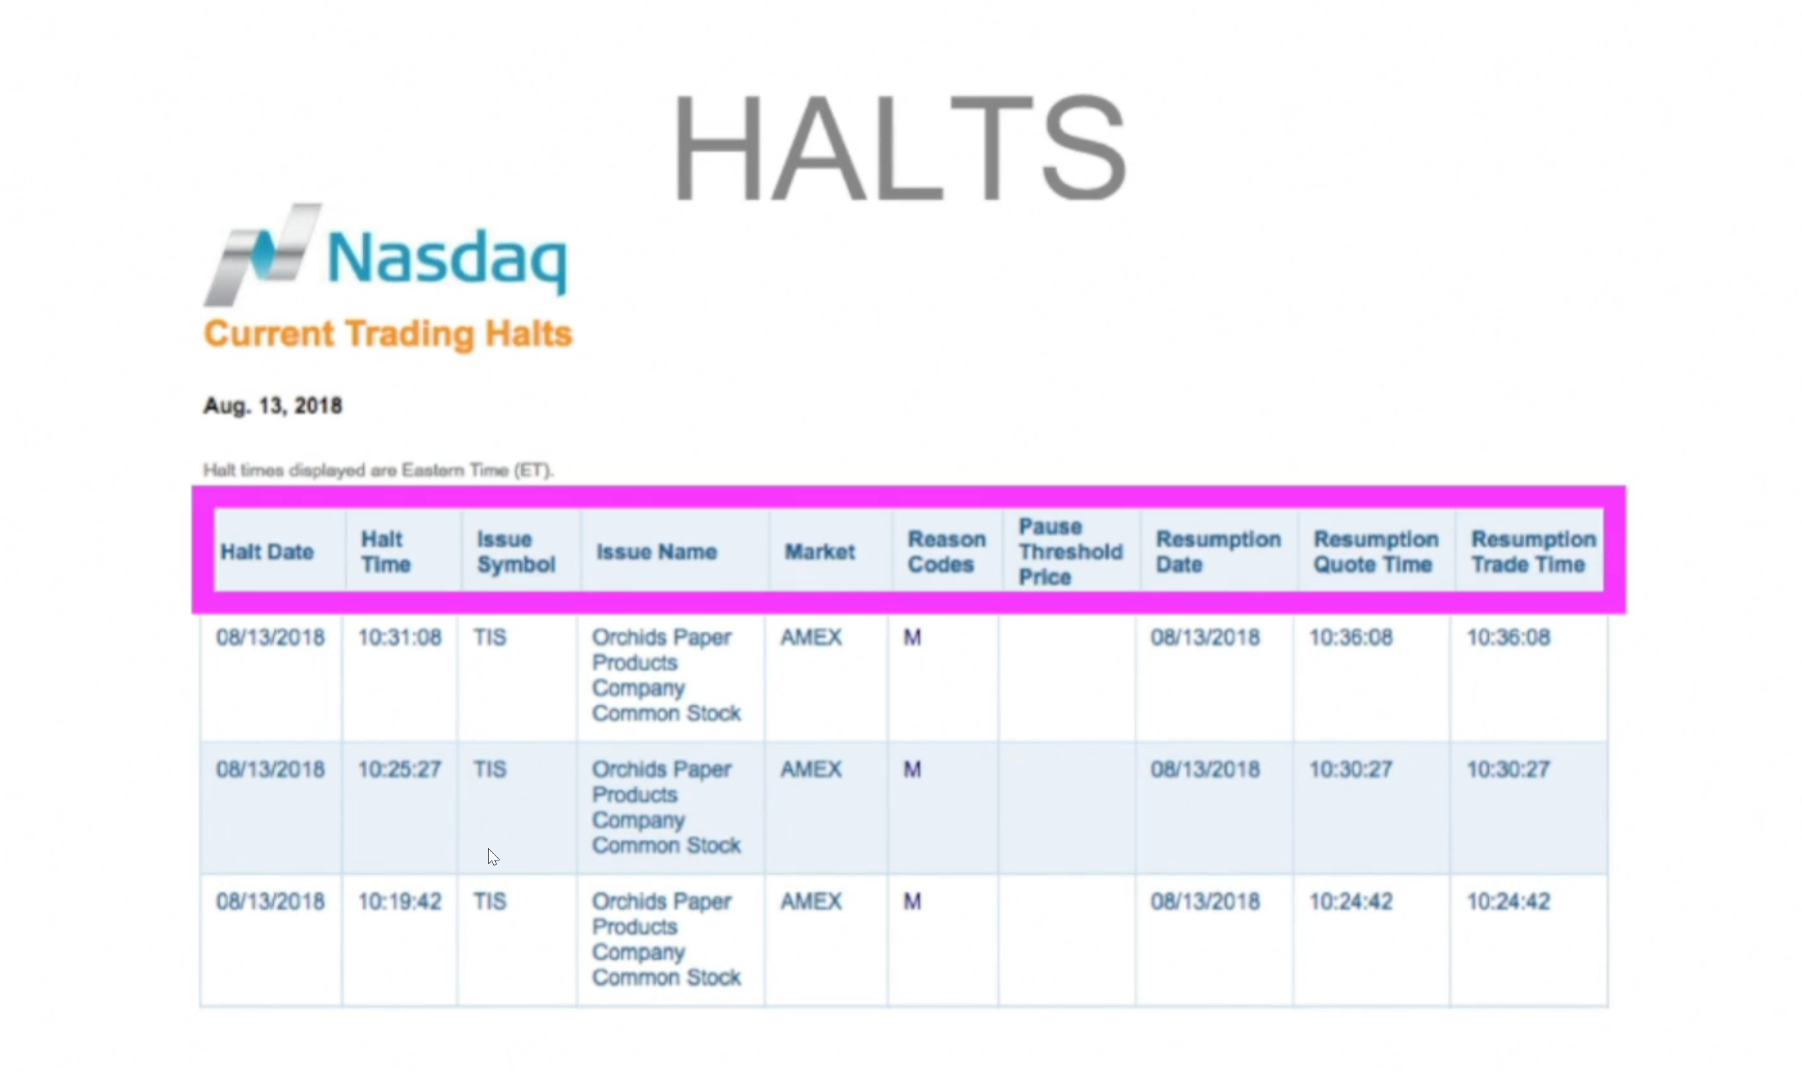 HALTS
Nasdaq
Current Trading Halts
Aug. 13, 2018
Halt times displayed are Eastern Time (ET).
Halt Date | Halt Time | Issue Symbol | Issue Name | Market | Reason Codes | Pause Threshold Price | Resumption Date | Resumption Quote Time | Resumption Trade Time
08/13/2018 | 10:31:08 | TIS | Orchids Paper Products Company Common Stock | AMEX | M | | 08/13/2018 | 10:36:08 | 10:36:08
08/13/2018 | 10:25:27 | TIS | Orchids Paper Products Company Common Stock | AMEX | M | | 08/13/2018 | 10:30:27 | 10:30:27
08/13/2018 | 10:19:42 | TIS | Orchids Paper Products Company Common Stock | AMEX | M | | 08/13/2018 | 10:24:42 | 10:24:42